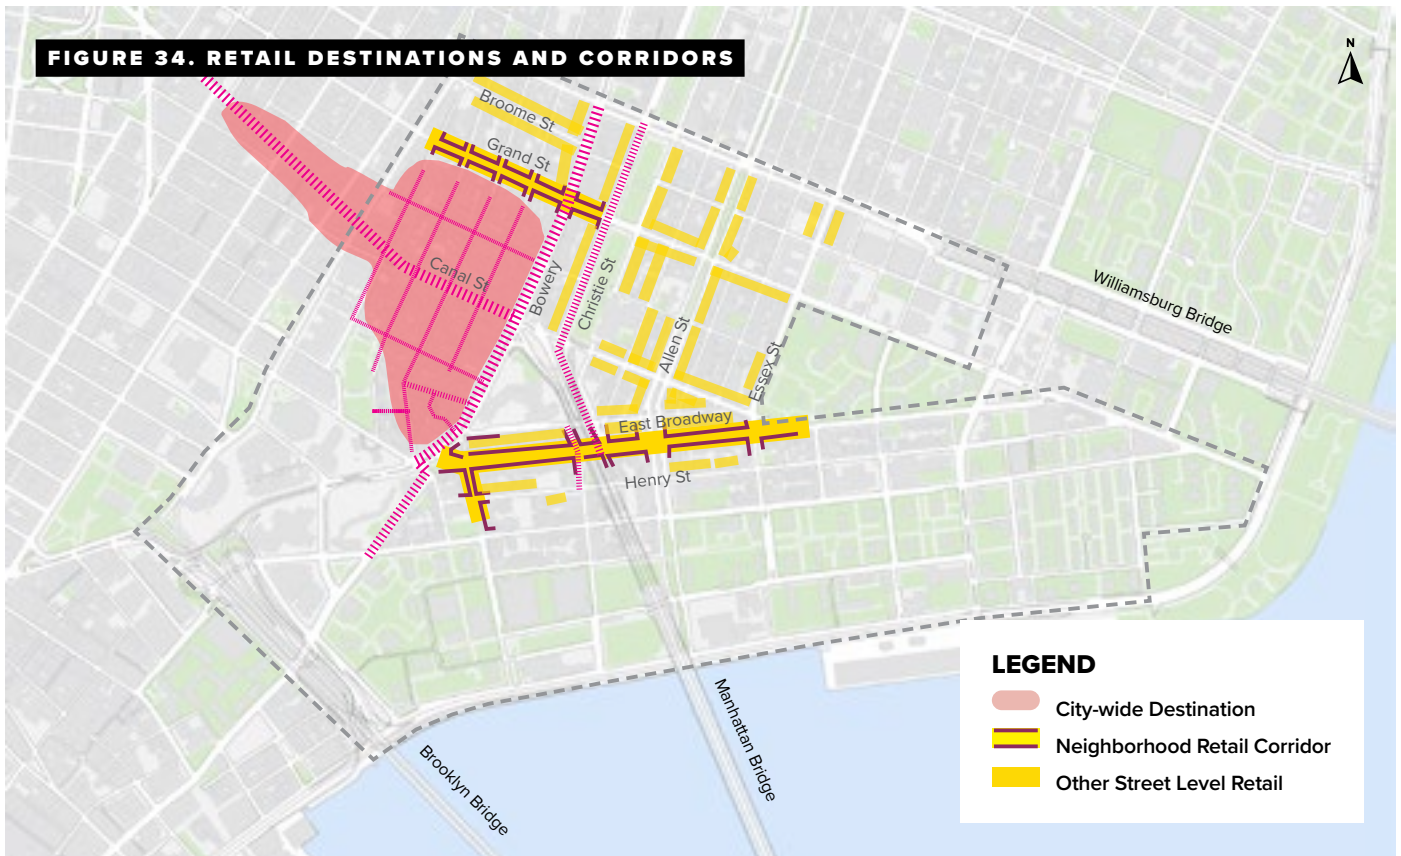 FIGURE 34. RETAIL DESTINATIONS AND CORRIDORS
N
Broome St
Grand St
Canal St
Bowery
Christie St
Williamsburg Bridge
Allen St
Essex St
East Broadway
Henry St
LEGEND
City-wide Destination
Neighborhood Retail Corridor
Other Street Level Retail
Manhattan Bridge
Brooklyn Bridge